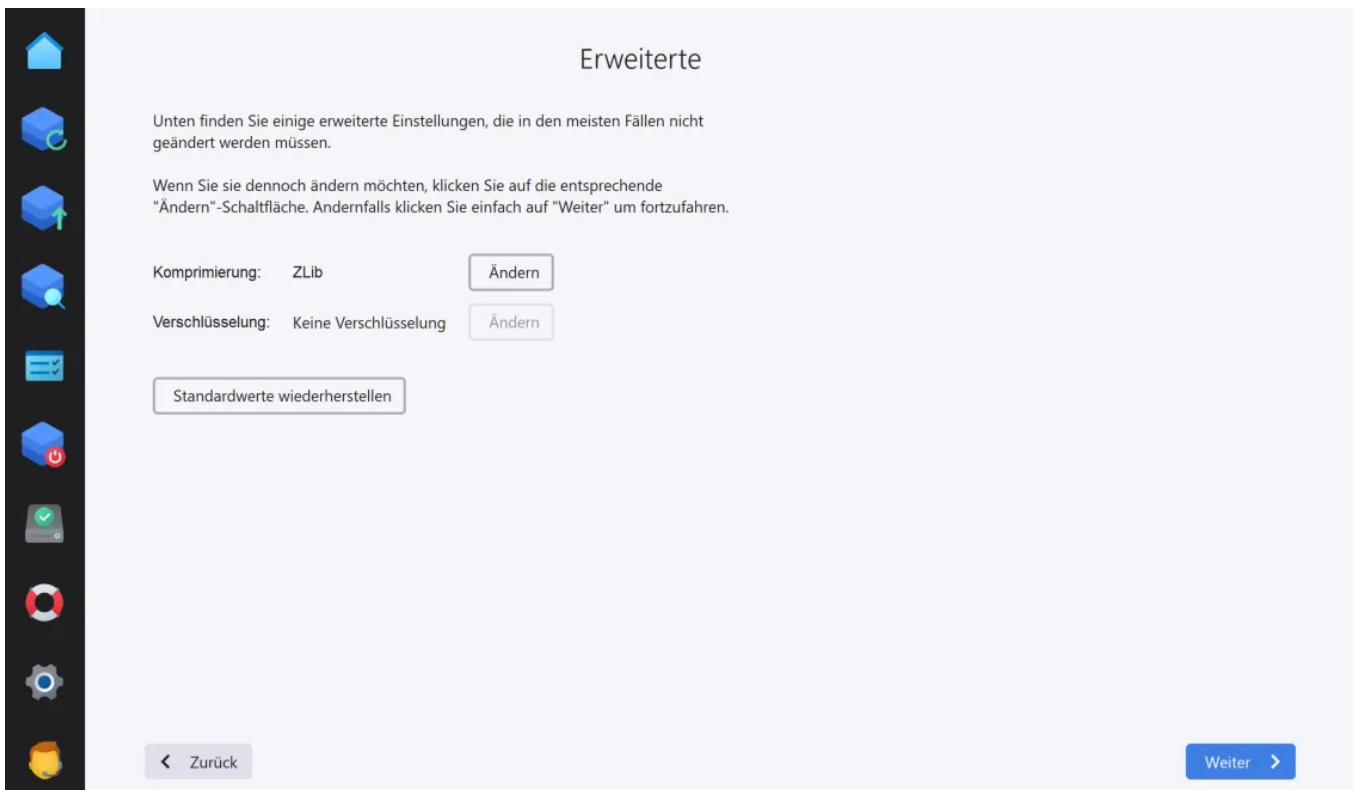 Erweiterte
Unten finden Sie einige erweiterte Einstellungen, die in den meisten Fällen nicht
geändert werden müssen.
Wenn Sie sie dennoch ändern möchten, klicken Sie auf die entsprechende
"Ändern"-Schaltfläche. Andernfalls klicken Sie einfach auf "Weiter" um fortzufahren.
Komprimierung: ZLib Ändern
Verschlüsselung: Keine Verschlüsselung Ändern
Standardwerte wiederherstellen
Zurück Weiter